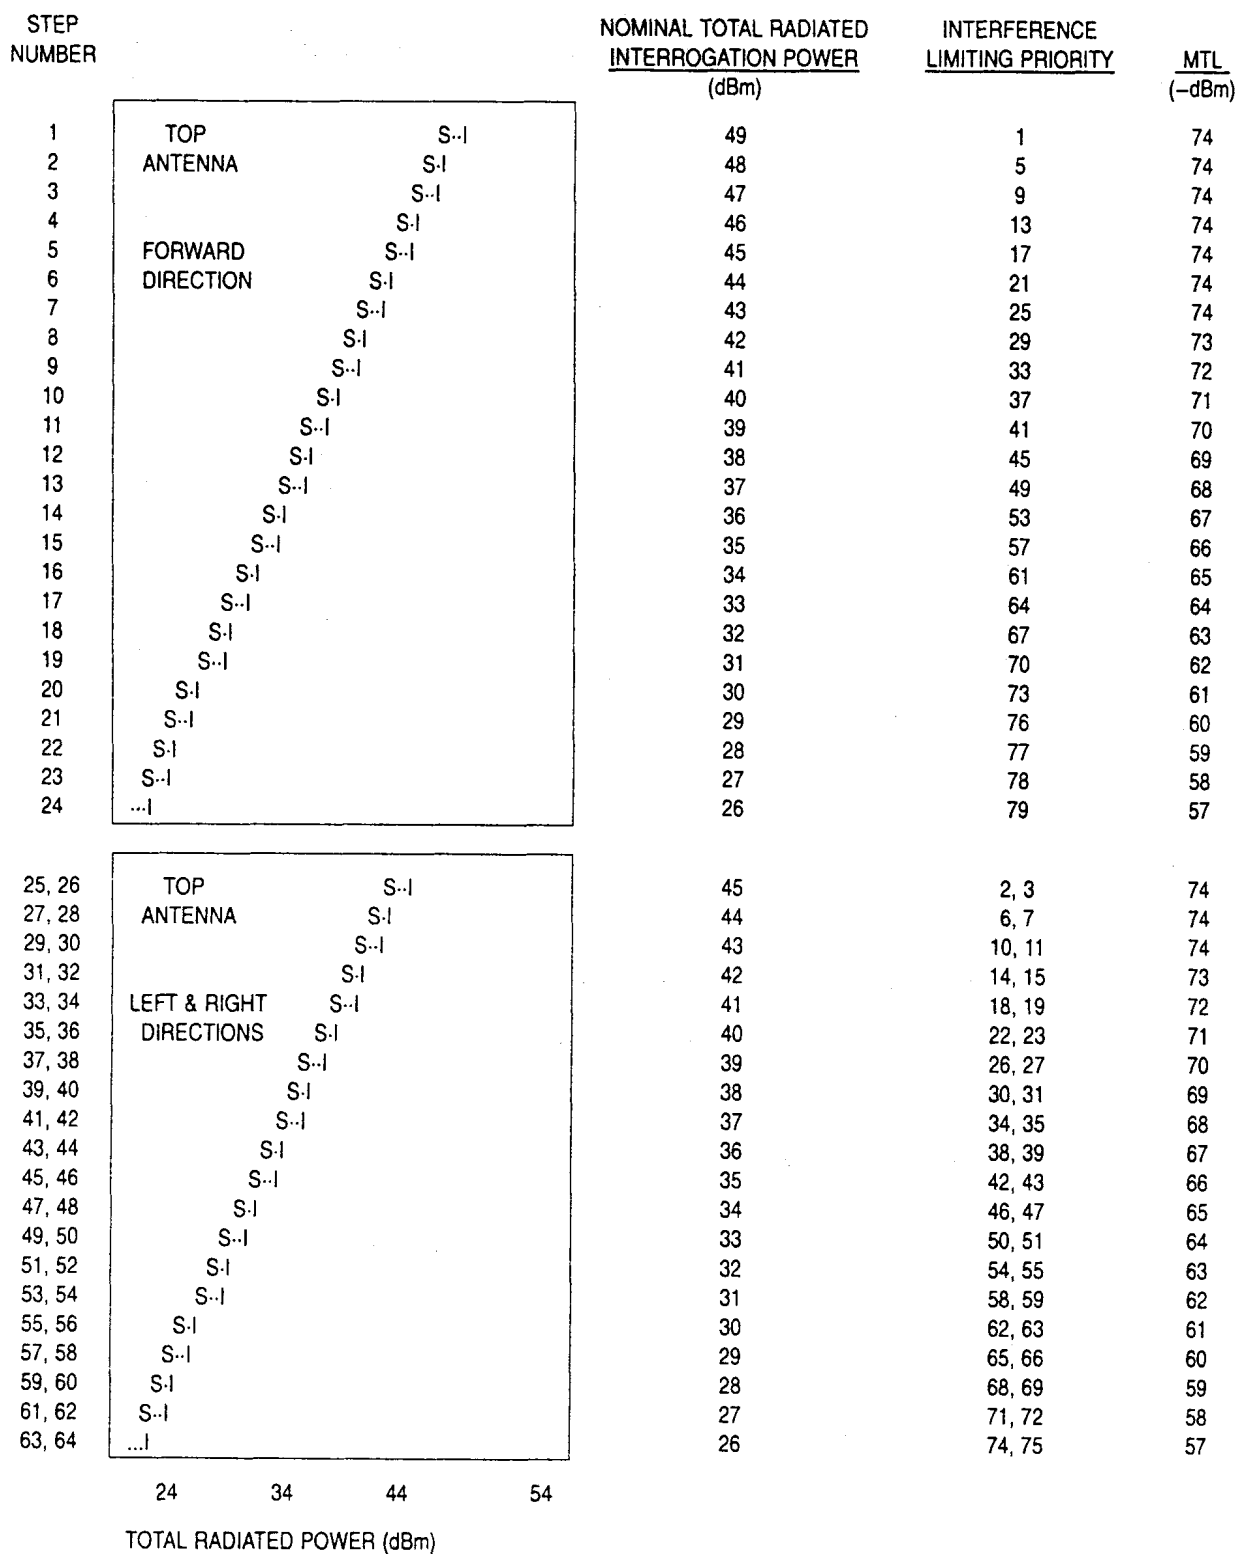 STEP NUMBER NOMINAL TOTAL RADIATED INTERROGATION POWER (dBm) INTERFERENCE LIMITING PRIORITY MTL (–dBm)
1 TOP S··I 49 1 74
2 ANTENNA S·I 48 5 74
3 S··I 47 9 74
4 S·I 46 13 74
5 FORWARD S··I 45 17 74
6 DIRECTION S·I 44 21 74
7 S··I 43 25 74
8 S·I 42 29 73
9 S··I 41 33 72
10 S·I 40 37 71
11 S··I 39 41 70
12 S·I 38 45 69
13 S··I 37 49 68
14 S·I 36 53 67
15 S··I 35 57 66
16 S·I 34 61 65
17 S··I 33 64 64
18 S·I 32 67 63
19 S··I 31 70 62
20 S·I 30 73 61
21 S··I 29 76 60
22 S·I 28 77 59
23 S··I 27 78 58
24 ···I 26 79 57
25, 26 TOP S··I 45 2, 3 74
27, 28 ANTENNA S·I 44 6, 7 74
29, 30 S··I 43 10, 11 74
31, 32 S·I 42 14, 15 73
33, 34 LEFT & RIGHT S··I 41 18, 19 72
35, 36 DIRECTIONS S·I 40 22, 23 71
37, 38 S··I 39 26, 27 70
39, 40 S·I 38 30, 31 69
41, 42 S··I 37 34, 35 68
43, 44 S·I 36 38, 39 67
45, 46 S··I 35 42, 43 66
47, 48 S·I 34 46, 47 65
49, 50 S··I 33 50, 51 64
51, 52 S·I 32 54, 55 63
53, 54 S··I 31 58, 59 62
55, 56 S·I 30 62, 63 61
57, 58 S··I 29 65, 66 60
59, 60 S·I 28 68, 69 59
61, 62 S··I 27 71, 72 58
63, 64 ...I 26 74, 75 57
24 34 44 54
TOTAL RADIATED POWER (dBm)